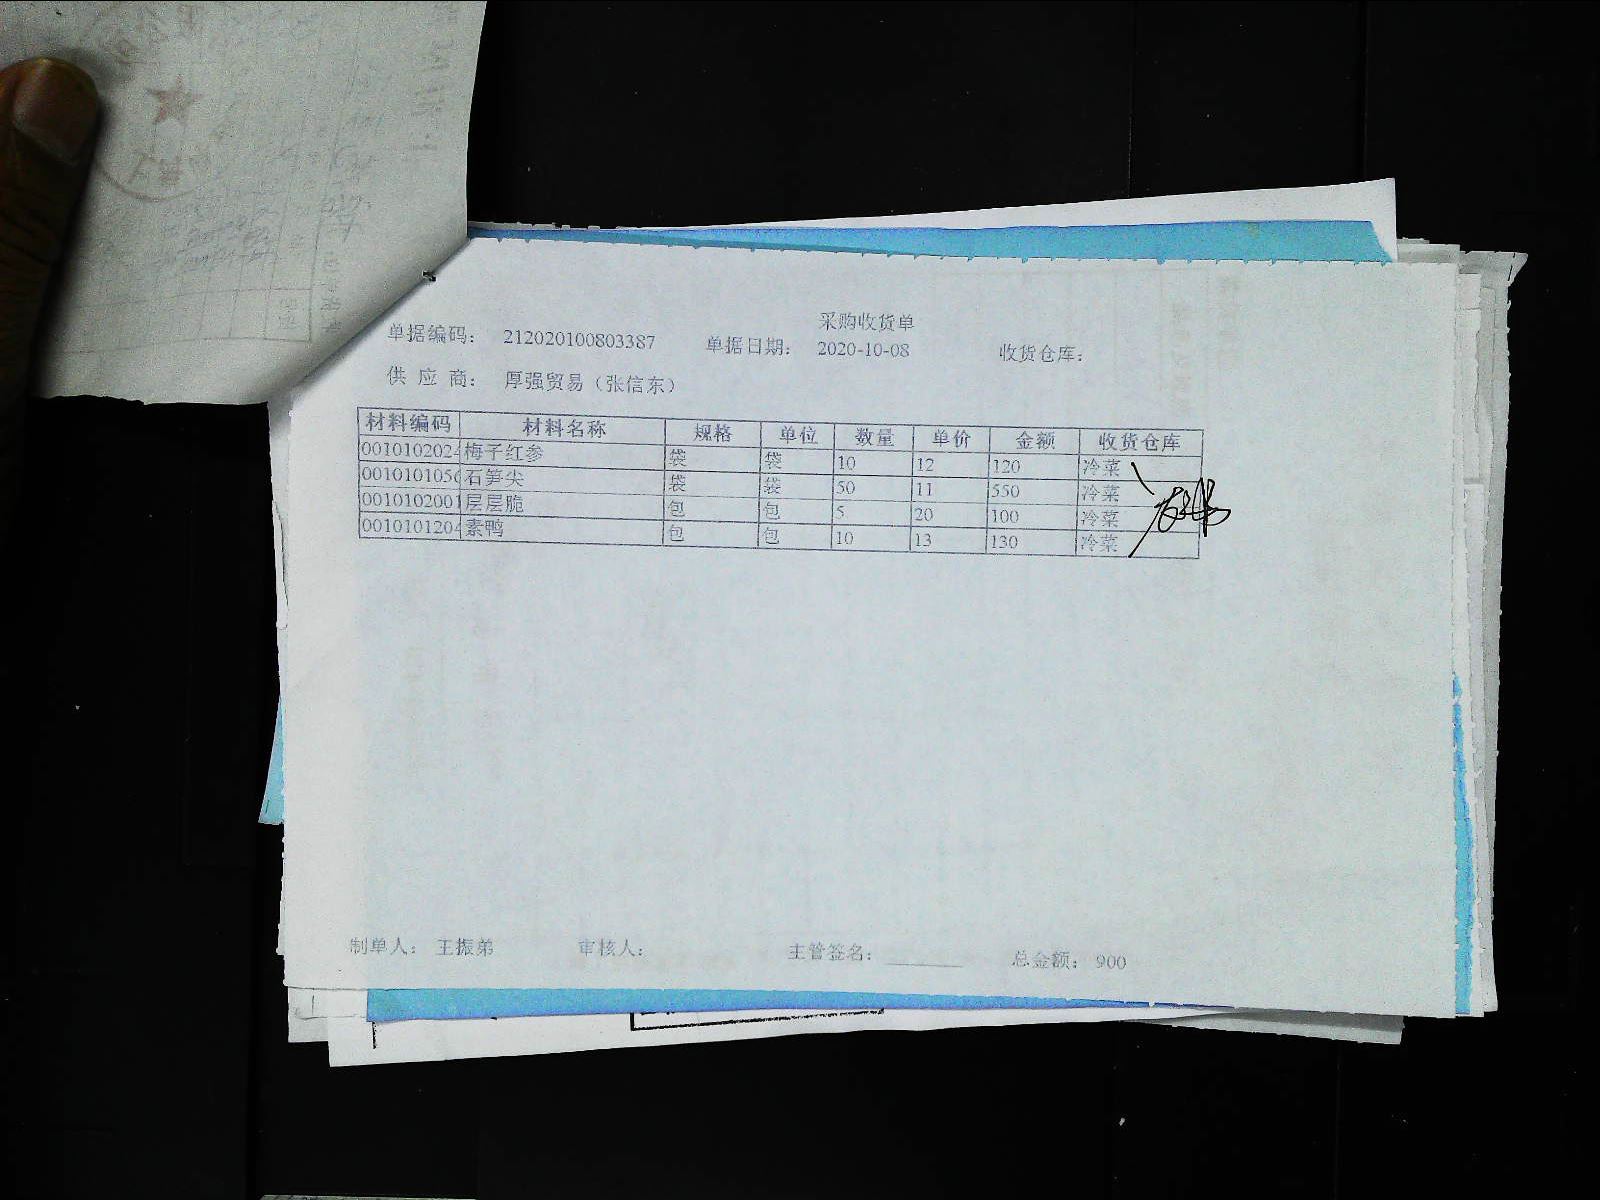 采购收货单
单据编码： 212020100803387 单据日期： 2020-10-08 收货仓库：
供 应 商： 厚强贸易（张信东）
材料编码 材料名称 规格 单位 数量 单价 金额 收货仓库
0010102024 梅子红参 袋 袋 10 12 120 冷菜
001010105 石笋尖 袋 袋 50 11 550 冷菜
0010102001 层层脆 包 包 5 20 100 冷菜
001010120 素鸭 包 包 10 13 130 冷菜
制单人： 王振弟 审核人： 主管签名： 总金额： 900